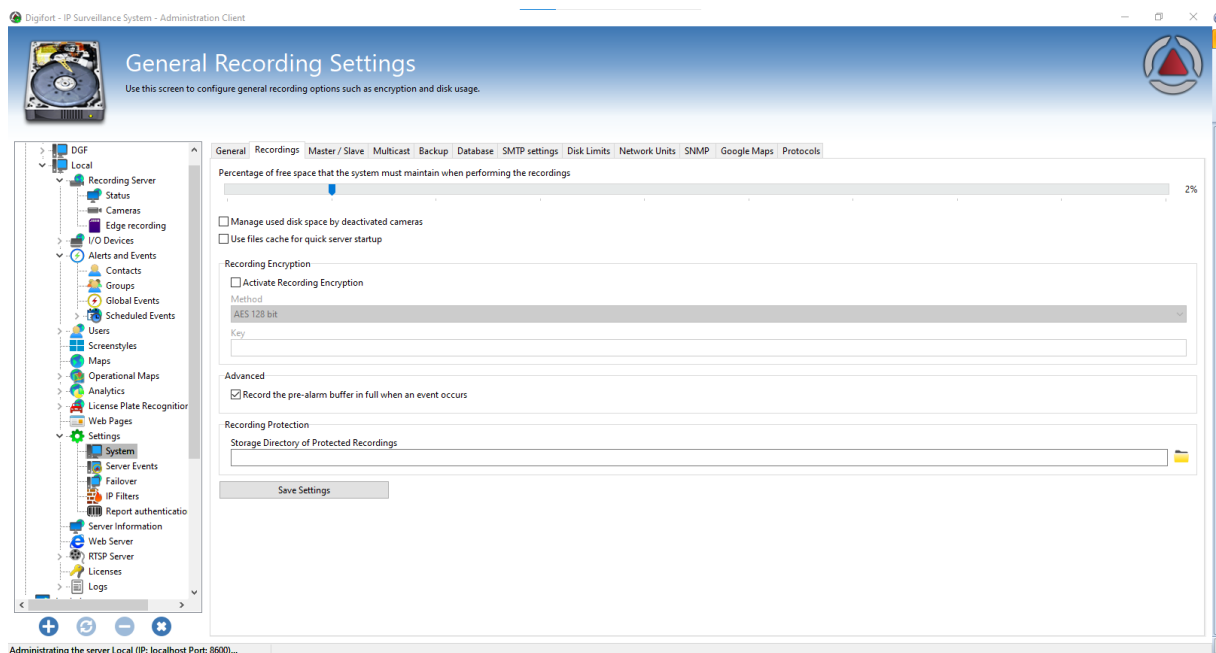 Digifort - IP Surveillance System - Administration Client
General Recording Settings
Use this screen to configure general recording options such as encryption and disk usage.
DGF
Local
Recording Server
Status
Cameras
Edge recording
I/O Devices
Alerts and Events
Contacts
Groups
Global Events
Scheduled Events
Users
Screenstyles
Maps
Operational Maps
Analytics
License Plate Recognition
Web Pages
Settings
System
Server Events
Failover
IP Filters
Report authenticatio
Server Information
Web Server
RTSP Server
Licenses
Logs
General Recordings Master / Slave Multicast Backup Database SMTP settings Disk Limits Network Units SNMP Google Maps Protocols
Percentage of free space that the system must maintain when performing the recordings
2%
Manage used disk space by deactivated cameras
Use files cache for quick server startup
Recording Encryption
Activate Recording Encryption
Method
AES 128 bit
Key
Advanced
Record the pre-alarm buffer in full when an event occurs
Recording Protection
Storage Directory of Protected Recordings
Save Settings
Administrating the server Local (IP: localhost Port: 8600)...